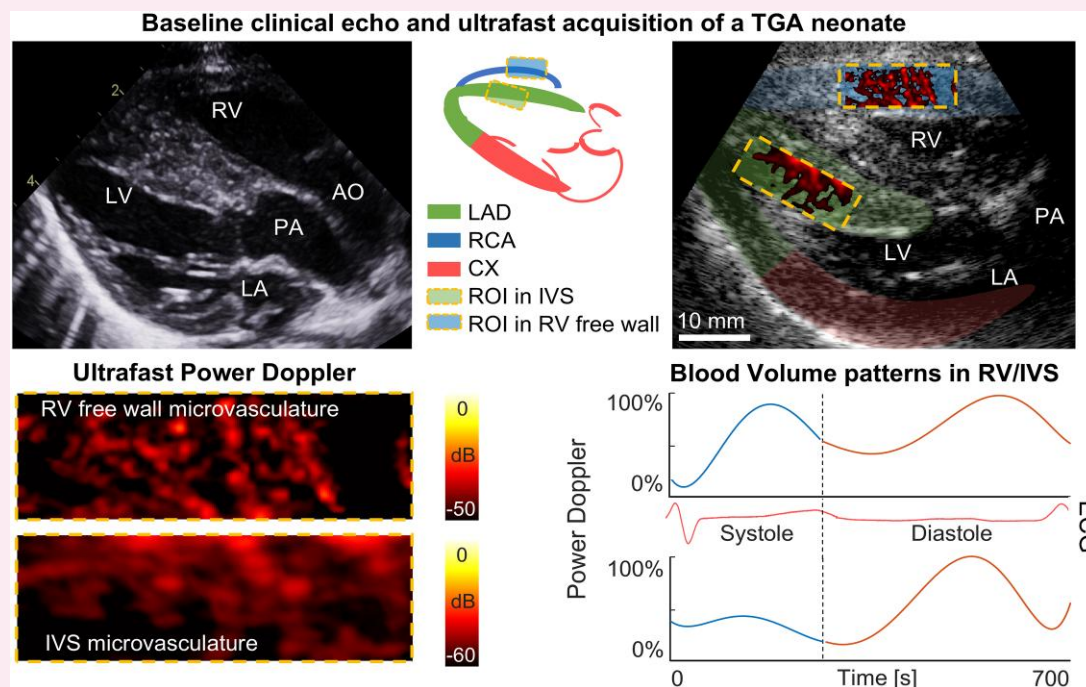 Baseline clinical echo and ultrafast acquisition of a TGA neonate
2
4
RV
LV
AO
PA
LA
LAD
RCA
CX
ROI in IVS
ROI in RV free wall
RV
PA
LV
LA
10 mm
Ultrafast Power Doppler
RV free wall microvasculature
0
dB
-50
IVS microvasculature
0
dB
-60
Blood Volume patterns in RV/IVS
Power Doppler
100%
0%
Systole
Diastole
100%
0%
0
Time [s]
700